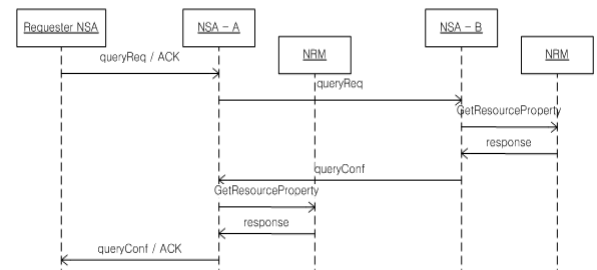 Requester NSA
NSA – A
NSA – B
NRM
NRM
queryReq / ACK
queryReq
GetResourceProperty
response
queryConf
GetResourceProperty
response
queryConf / ACK